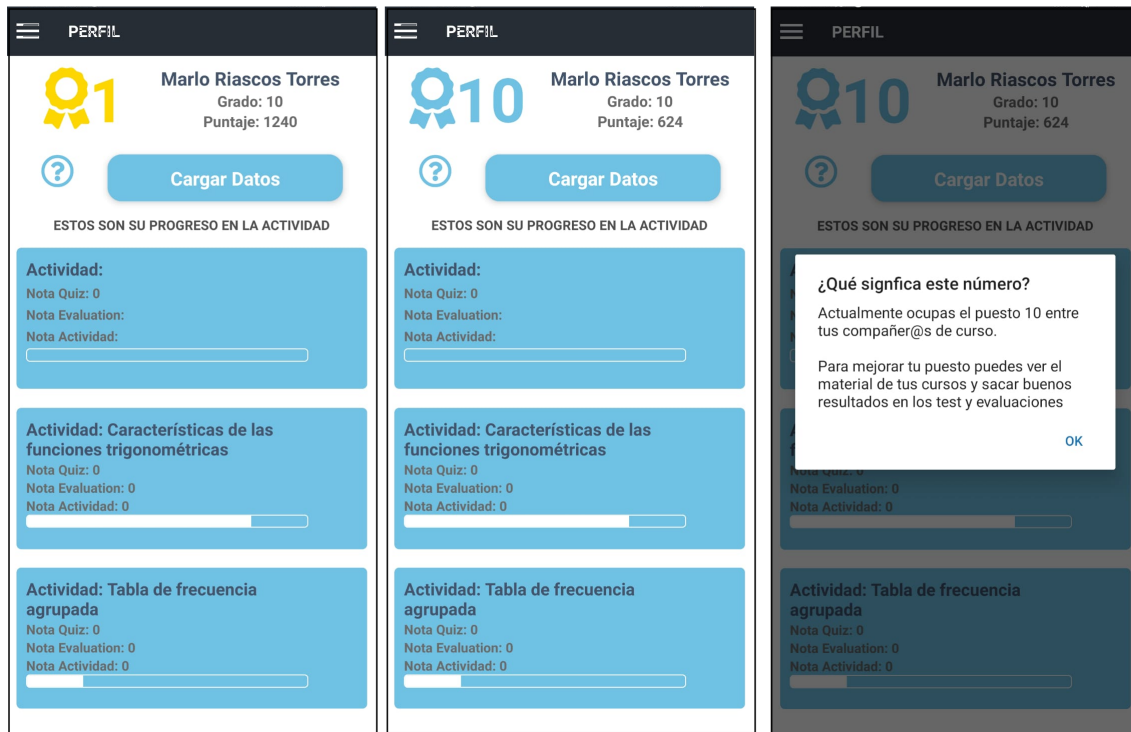 PERFIL
1
Marlo Riascos Torres
Grado: 10
Puntaje: 1240
?
Cargar Datos
ESTOS SON SU PROGRESO EN LA ACTIVIDAD
Actividad:
Nota Quiz: 0
Nota Evaluation:
Nota Actividad:
Actividad: Características de las
funciones trigonométricas
Nota Quiz: 0
Nota Evaluation: 0
Nota Actividad: 0
Actividad: Tabla de frecuencia
agrupada
Nota Quiz: 0
Nota Evaluation: 0
Nota Actividad: 0
PERFIL
10
Marlo Riascos Torres
Grado: 10
Puntaje: 624
?
Cargar Datos
ESTOS SON SU PROGRESO EN LA ACTIVIDAD
Actividad:
Nota Quiz: 0
Nota Evaluation:
Nota Actividad:
Actividad: Características de las
funciones trigonométricas
Nota Quiz: 0
Nota Evaluation: 0
Nota Actividad: 0
Actividad: Tabla de frecuencia
agrupada
Nota Quiz: 0
Nota Evaluation: 0
Nota Actividad: 0
PERFIL
10
Marlo Riascos Torres
Grado: 10
Puntaje: 624
?
Cargar Datos
ESTOS SON SU PROGRESO EN LA ACTIVIDAD
¿Qué signfica este número?
Actualmente ocupas el puesto 10 entre
tus compañer@s de curso.
Para mejorar tu puesto puedes ver el
material de tus cursos y sacar buenos
resultados en los test y evaluaciones
OK
Nota Quiz: 0
Nota Evaluation: 0
Nota Actividad: 0
Actividad: Tabla de frecuencia
agrupada
Nota Quiz: 0
Nota Evaluation: 0
Nota Actividad: 0